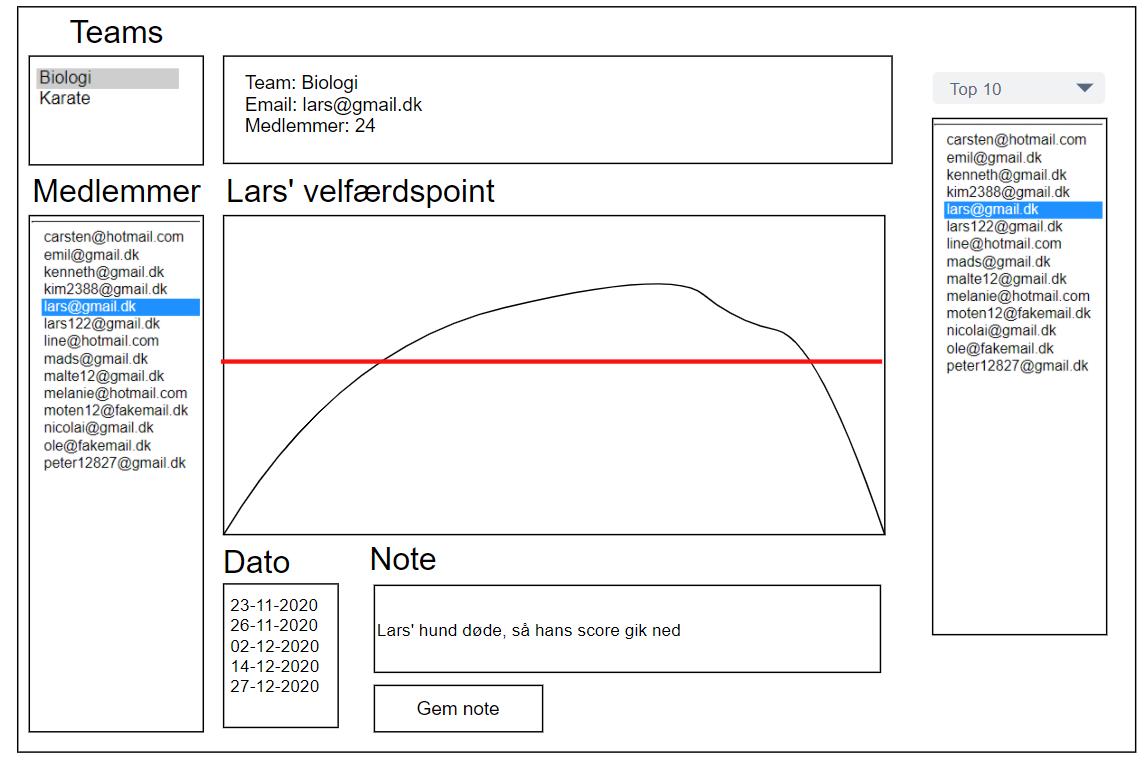 Teams
Biologi
Karate
Team: Biologi
Email: lars@gmail.dk
Medlemmer: 24
Medlemmer
carsten@hotmail.com
emil@gmail.dk
kenneth@gmail.dk
kim2388@gmail.dk
lars@gmail.dk
lars122@gmail.dk
line@hotmail.com
mads@gmail.dk
malte12@gmail.dk
melanie@hotmail.com
moten12@fakemail.dk
nicolai@gmail.dk
ole@fakemail.dk
peter12827@gmail.dk
Lars' velfærdspoint
Dato
23-11-2020
26-11-2020
02-12-2020
14-12-2020
27-12-2020
Note
Lars' hund døde, så hans score gik ned
Gem note
Top 10
carsten@hotmail.com
emil@gmail.dk
kenneth@gmail.dk
kim2388@gmail.dk
lars@gmail.dk
lars122@gmail.dk
line@hotmail.com
mads@gmail.dk
malte12@gmail.dk
melanie@hotmail.com
moten12@fakemail.dk
nicolai@gmail.dk
ole@fakemail.dk
peter12827@gmail.dk